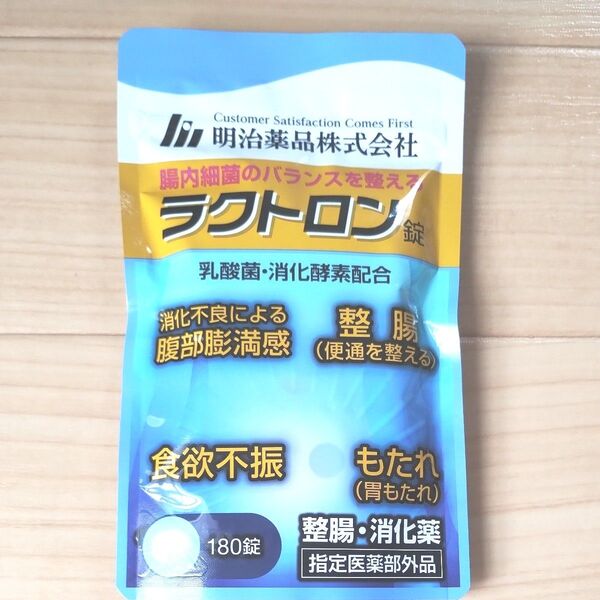 Customer Satisfaction Comes First
明治薬品株式会社
腸内細菌のバランスを整える
ラクトロン錠
乳酸菌・消化酵素配合
消化不良による
腹部膨満感
整腸
(便通を整える)
食欲不振
もたれ
(胃もたれ)
180錠
整腸・消化薬
指定医薬部外品